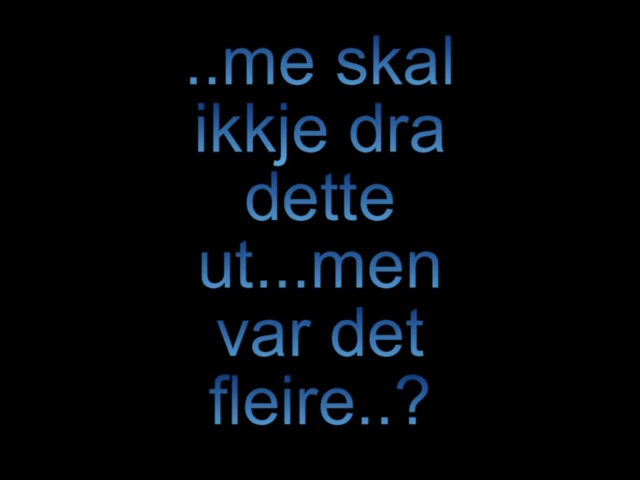 ..me skal
ikkje dra
dette
ut...men
var det
fleire..?